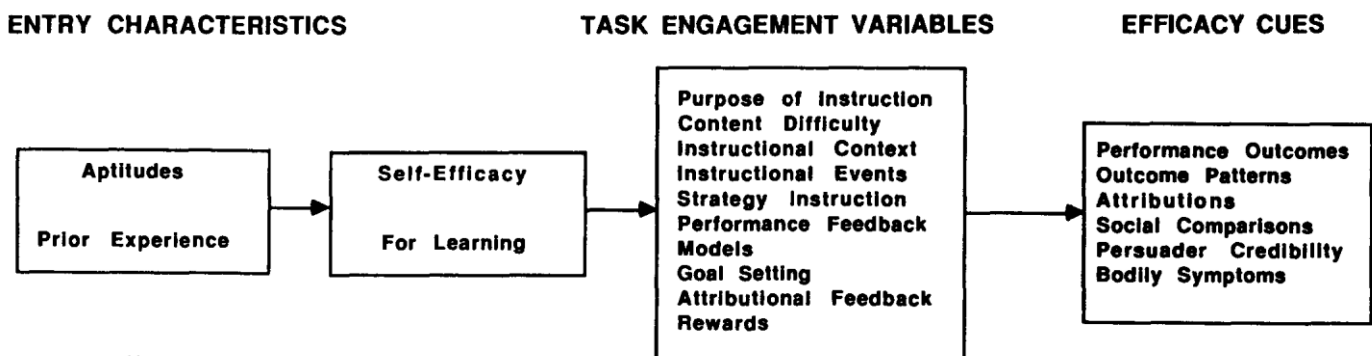 ENTRY CHARACTERISTICS
TASK ENGAGEMENT VARIABLES
EFFICACY CUES
Aptitudes
Prior Experience
Self-Efficacy
For Learning
Purpose of Instruction
Content Difficulty
Instructional Context
Instructional Events
Strategy Instruction
Performance Feedback
Models
Goal Setting
Attributional Feedback
Rewards
Performance Outcomes
Outcome Patterns
Attributions
Social Comparisons
Persuader Credibility
Bodily Symptoms